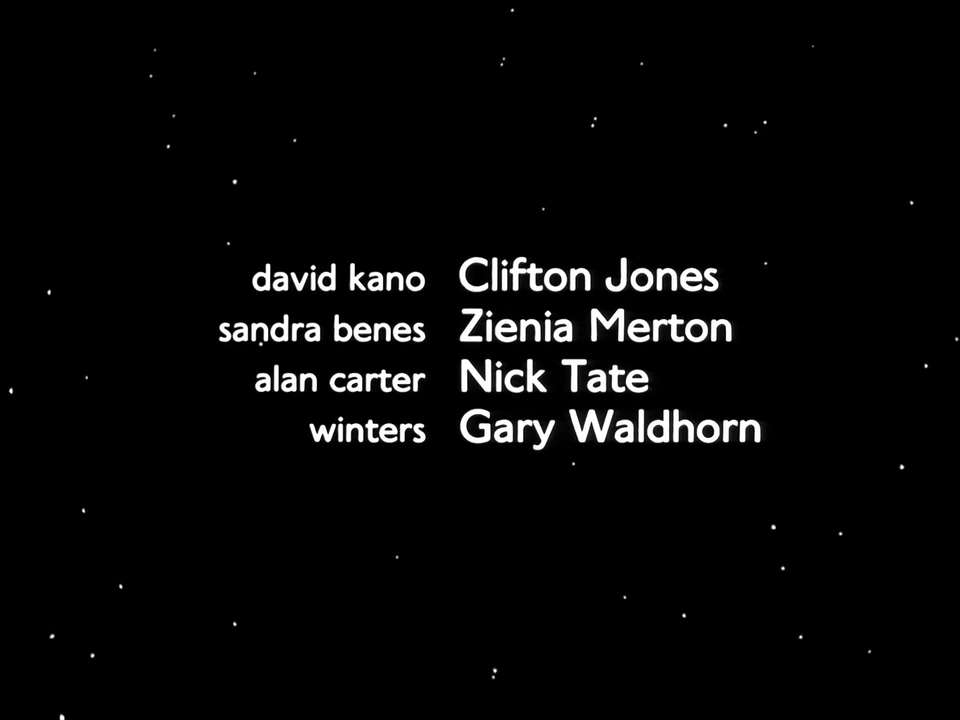 david kano Clifton Jones
sandra benes Zienia Merton
alan carter Nick Tate
winters Gary Waldhorn